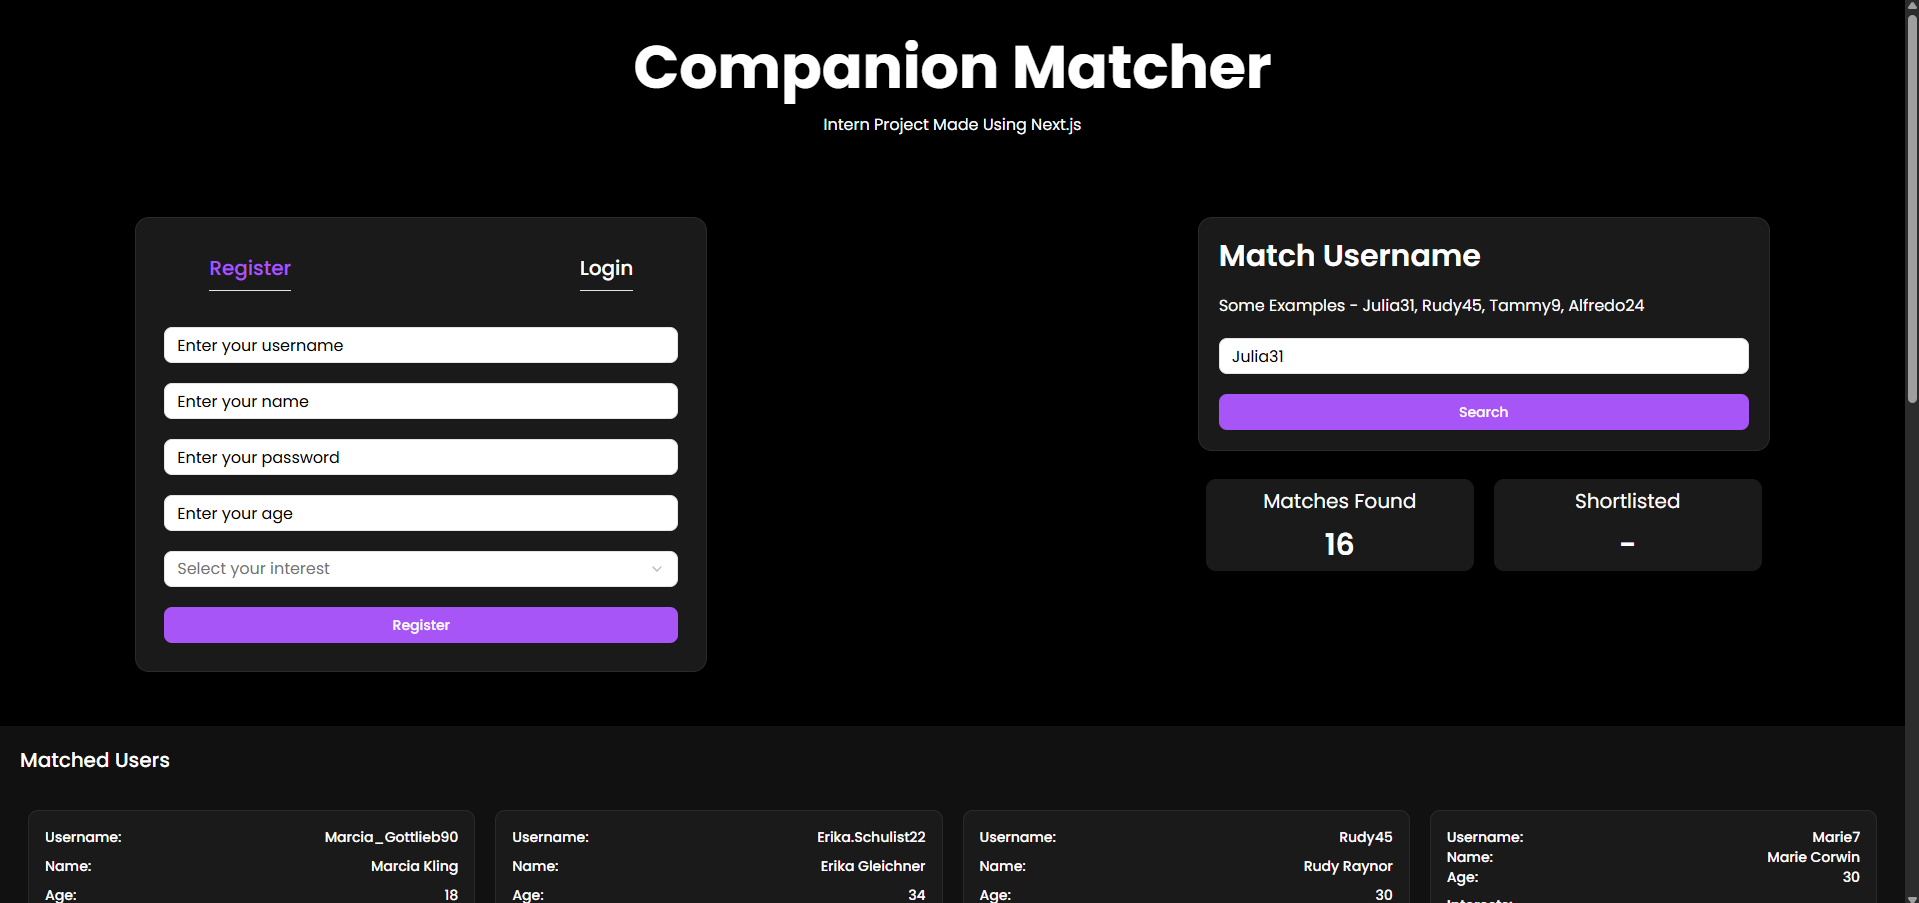 Companion Matcher
Intern Project Made Using Next.js
Register
Login
Enter your username
Enter your name
Enter your password
Enter your age
Select your interest
Register
Match Username
Some Examples - Julia31, Rudy45, Tammy9, Alfredo24
Julia31
Search
Matches Found
16
Shortlisted
-
Matched Users
Username: Marcia_Gottlieb90
Name: Marcia Kling
Age: 18
Username: Erika.Schulist22
Name: Erika Gleichner
Age: 34
Username: Rudy45
Name: Rudy Raynor
Age: 30
Username: Marie7
Name: Marie Corwin
Age: 30